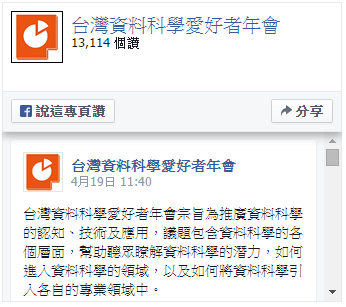 台灣資料科學愛好者年會
13,114 個讚
說這專頁讚
分享
台灣資料科學愛好者年會
4月19日 11:40
台灣資料科學愛好者年會宗旨為推廣資料科學
的認知、技術及應用，議題包含資料科學的各
個層面，幫助聽眾瞭解資料科學的潛力，如何
進入資料科學的領域，以及如何將資料科學引
入各自的專業領域中。